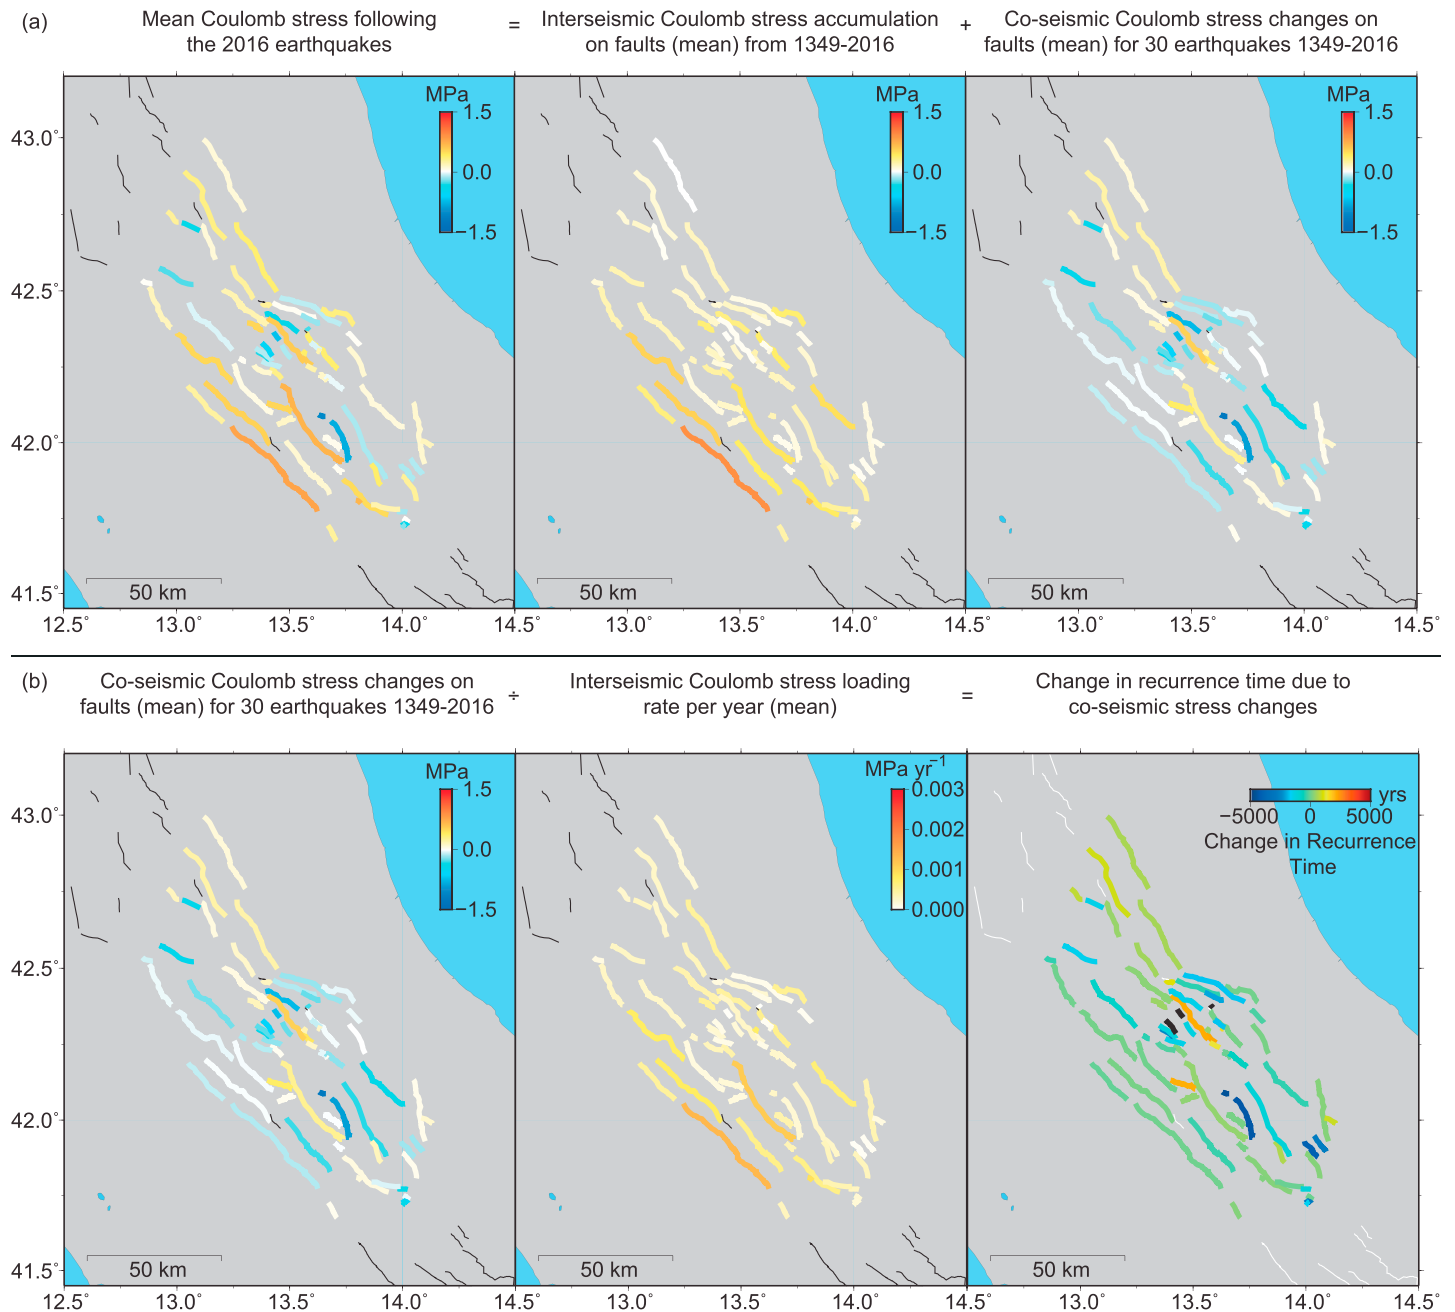 (a)
Mean Coulomb stress following
the 2016 earthquakes
=
Interseismic Coulomb stress accumulation
on faults (mean) from 1349-2016
+
Co-seismic Coulomb stress changes on
faults (mean) for 30 earthquakes 1349-2016
MPa
1.5
0.0
−1.5
MPa
1.5
0.0
−1.5
MPa
1.5
0.0
−1.5
43.0°
42.5°
42.0°
41.5°
50 km
50 km
50 km
12.5° 13.0° 13.5° 14.0° 14.5° 13.0° 13.5° 14.0° 14.5° 13.0° 13.5° 14.0° 14.5°
(b)
Co-seismic Coulomb stress changes on
faults (mean) for 30 earthquakes 1349-2016
÷
Interseismic Coulomb stress loading
rate per year (mean)
=
Change in recurrence time due to
co-seismic stress changes
MPa
1.5
0.0
−1.5
MPa yr−1
0.003
0.002
0.001
0.000
yrs
−5000 0 5000
Change in Recurrence
Time
43.0°
42.5°
42.0°
41.5°
50 km
50 km
50 km
12.5° 13.0° 13.5° 14.0° 14.5° 13.0° 13.5° 14.0° 14.5° 13.0° 13.5° 14.0° 14.5°